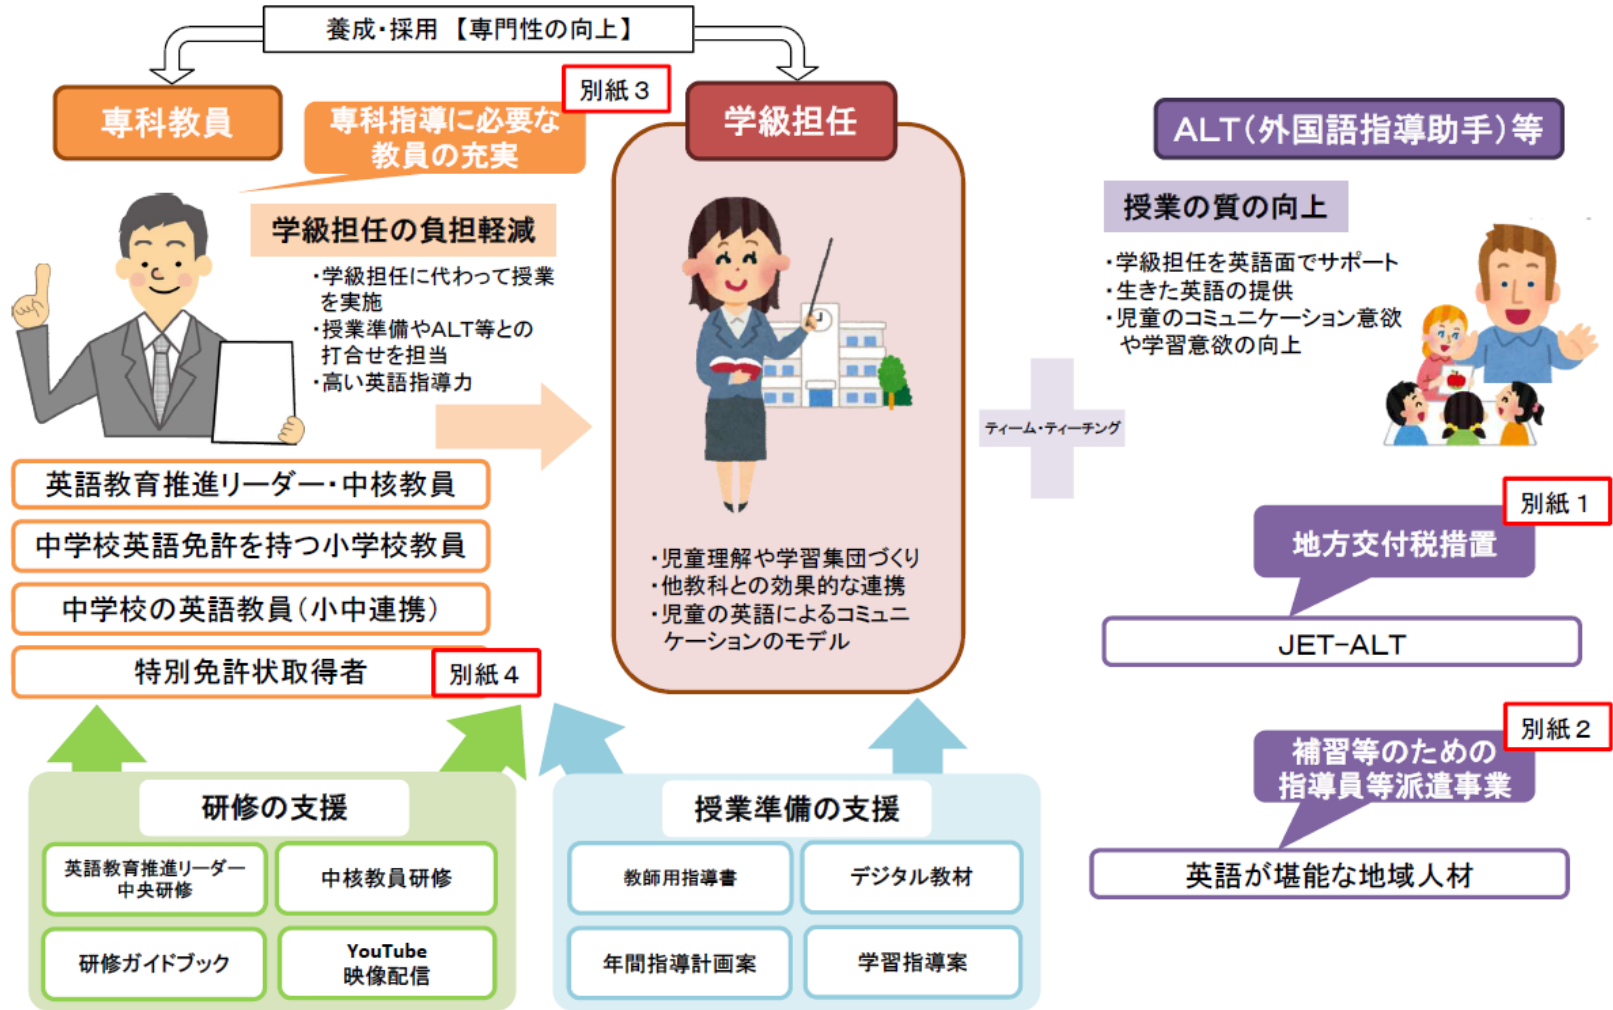 養成・採用 【専門性の向上】
専科教員
専科指導に必要な
教員の充実
別紙3
学級担任の負担軽減
・学級担任に代わって授業
を実施
・授業準備やALT等との
打合せを担当
・高い英語指導力
英語教育推進リーダー・中核教員
中学校英語免許を持つ小学校教員
中学校の英語教員(小中連携)
特別免許状取得者
別紙4
学級担任
・児童理解や学習集団づくり
・他教科との効果的な連携
・児童の英語によるコミュニ
ケーションのモデル
ティーム・ティーチング
ALT(外国語指導助手)等
授業の質の向上
・学級担任を英語面でサポート
・生きた英語の提供
・児童のコミュニケーション意欲
や学習意欲の向上
別紙1
地方交付税措置
JET-ALT
別紙2
補習等のための
指導員等派遣事業
英語が堪能な地域人材
研修の支援
英語教育推進リーダー
中央研修
中核教員研修
研修ガイドブック
YouTube
映像配信
授業準備の支援
教師用指導書
デジタル教材
年間指導計画案
学習指導案